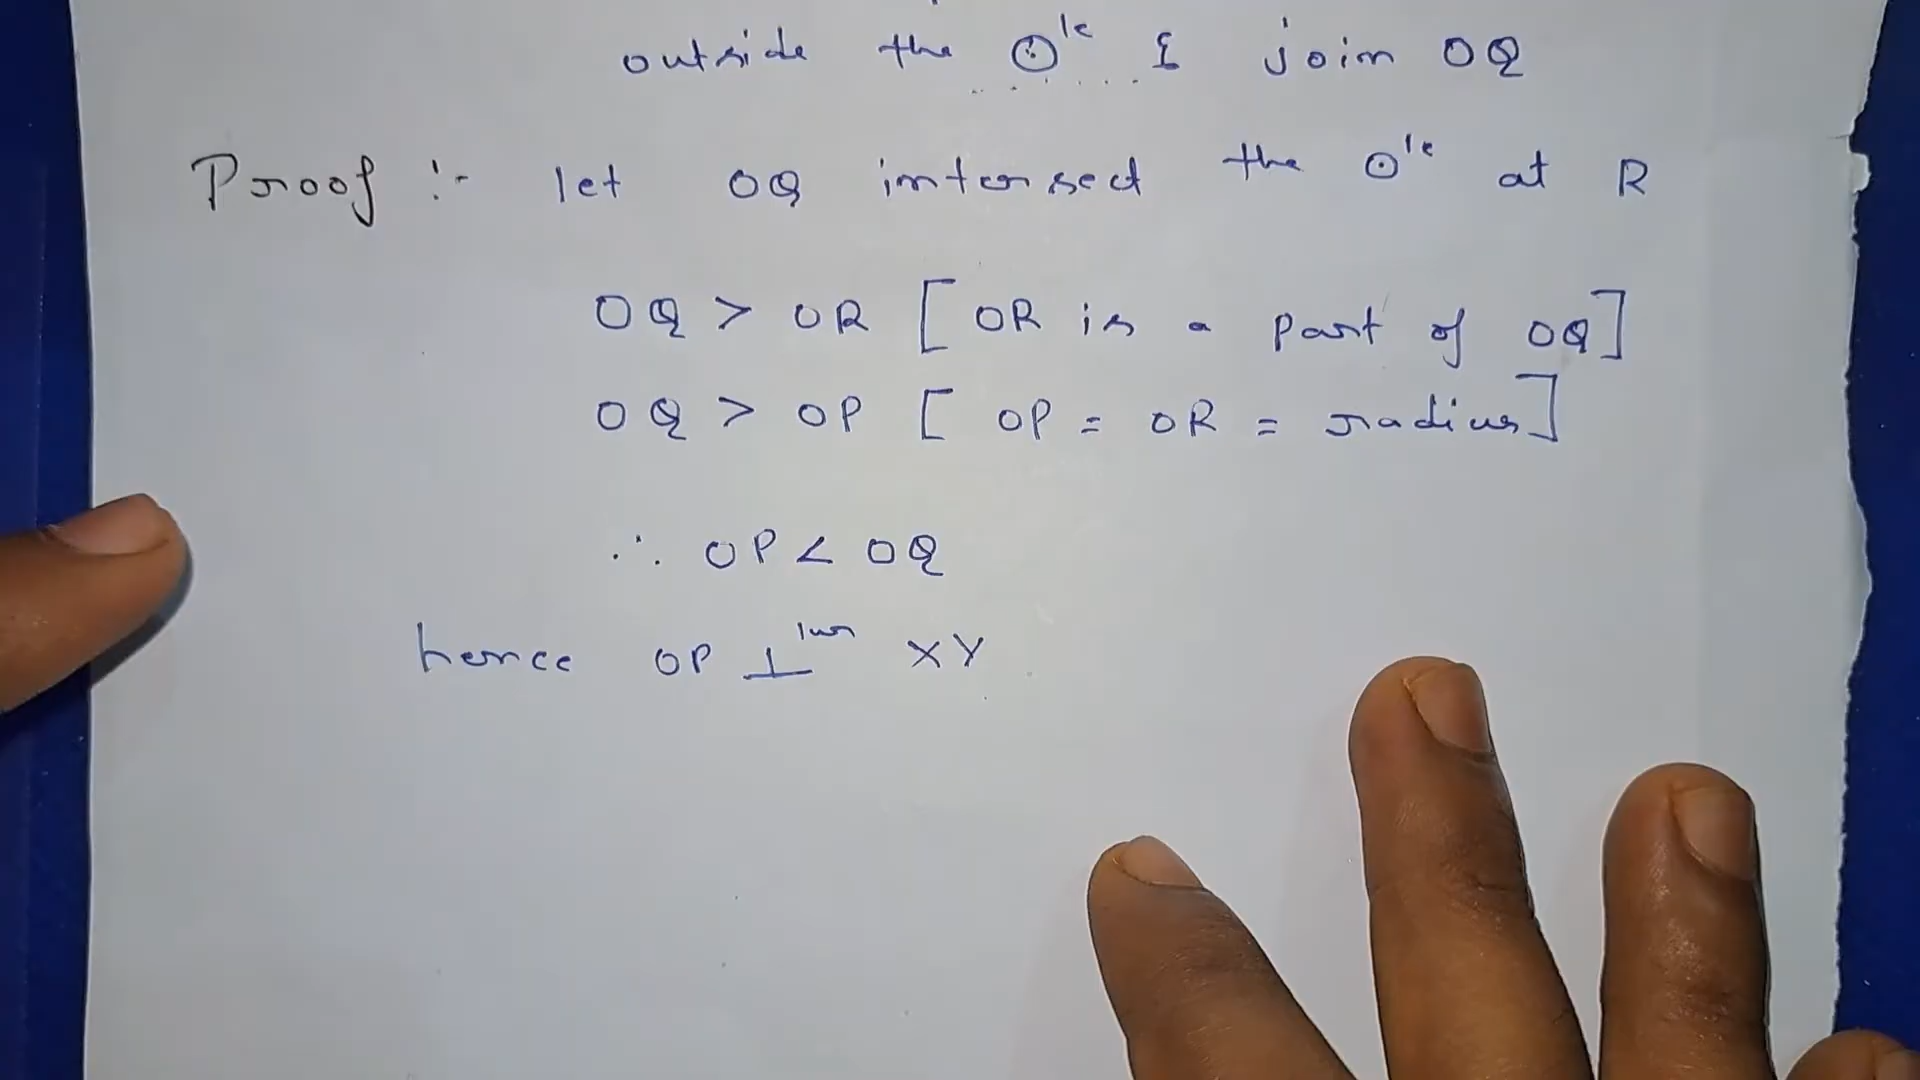 outside the ⊙le & join OQ
Proof :- let OQ intersect the ⊙le at R
OQ > OR [ OR is a part of OQ ]
OQ > OP [ OP = OR = radius ]
∴ OP < OQ
hence OP ⊥lar XY